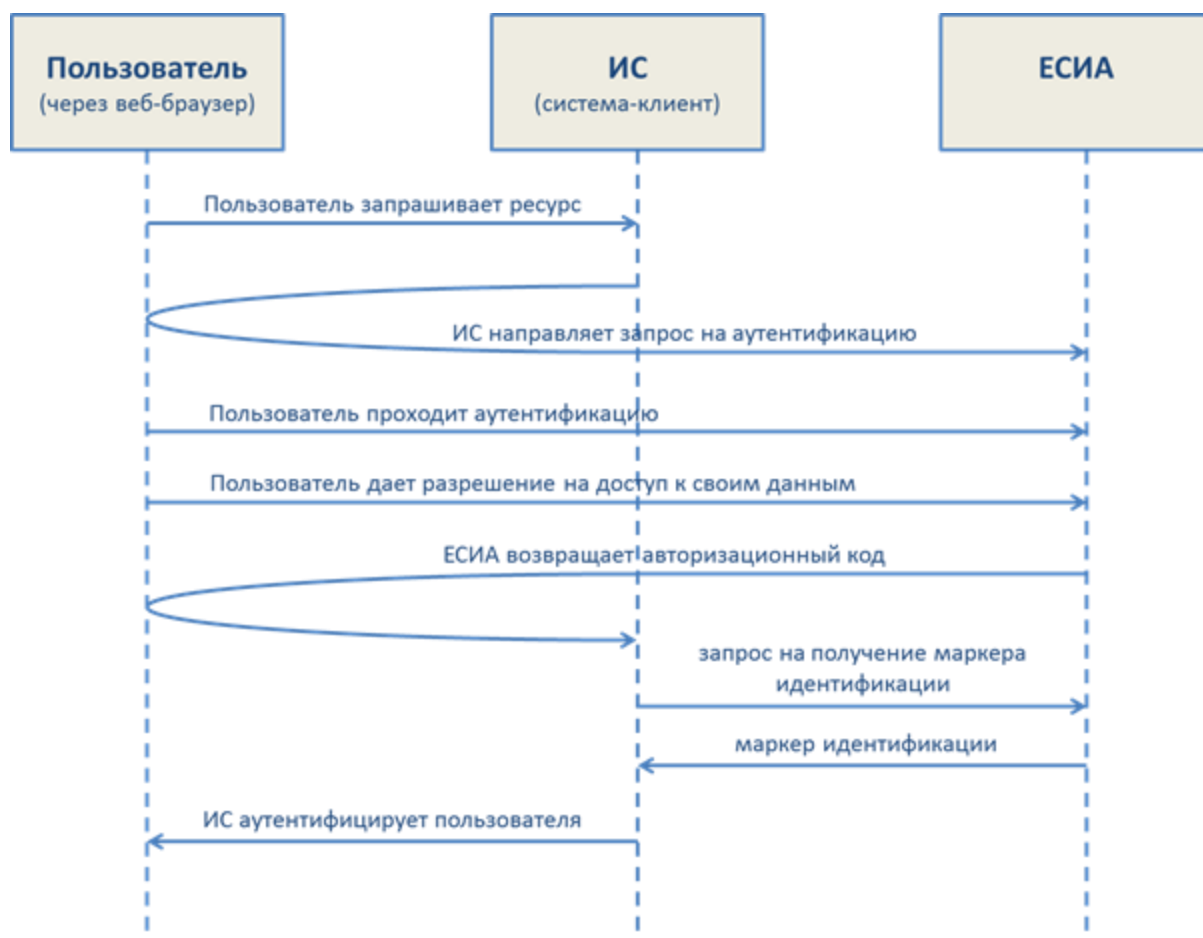 Пользователь
(через веб-браузер)
ИС
(система-клиент)
ЕСИА
Пользователь запрашивает ресурс
ИС направляет запрос на аутентификацию
Пользователь проходит аутентификацию
Пользователь дает разрешение на доступ к своим данным
ЕСИА возвращает авторизационный код
запрос на получение маркера
идентификации
маркер идентификации
ИС аутентифицирует пользователя